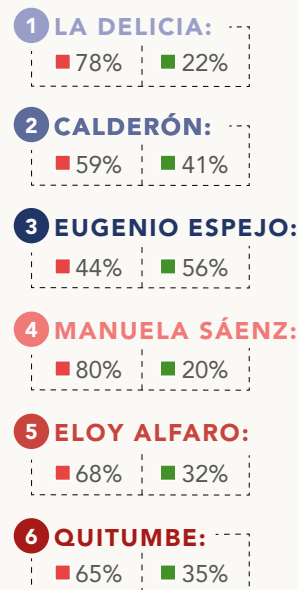 1 LA DELICIA:
78% 22%
2 CALDERÓN:
59% 41%
3 EUGENIO ESPEJO:
44% 56%
4 MANUELA SÁENZ:
80% 20%
5 ELOY ALFARO:
68% 32%
6 QUITUMBE:
65% 35%